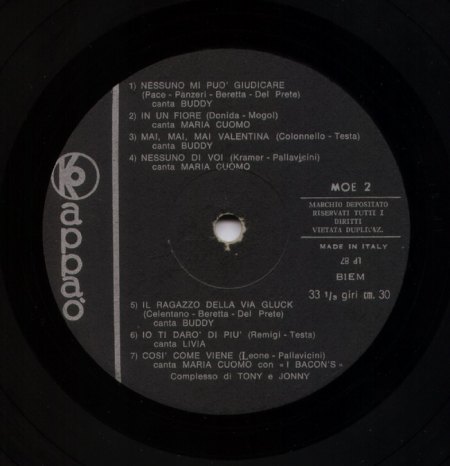 1) NESSUNO MI PUO' GIUDICARE
(Pace - Panzeri - Beretta - Del Prete)
canta BUDDY
2) IN UN FIORE (Donida - Mogol)
canta MARIA CUOMO
3) MAI, MAI, MAI VALENTINA (Colonnello - Testa)
canta BUDDY
4) NESSUNO DI VOI (Kramer - Pallavicini)
canta MARIA CUOMO
MOE 2
MARCHIO DEPOSITATO
RISERVATI TUTTI I
DIRITTI
VIETATA DUPLICAZ.
MADE IN ITALY
BIEM
33 1/3 giri cm. 30
5) IL RAGAZZO DELLA VIA GLUCK
(Celentano - Beretta - Del Prete)
canta BUDDY
6) IO TI DARO' DI PIU' (Remigi - Testa)
canta LIVIA
7) COSI' COME VIENE (Leone - Pallavicini)
canta MARIA CUOMO con « I BACON'S »
Complesso di TONY e JONNY